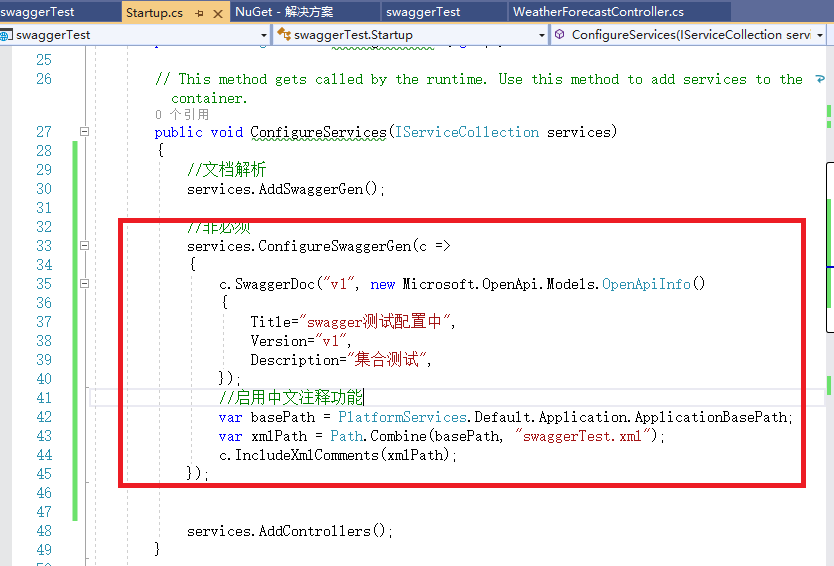 swaggerTest
Startup.cs
NuGet - 解决方案
swaggerTest
WeatherForecastController.cs
swaggerTest
swaggerTest.Startup
ConfigureServices(IServiceCollection servi
25
26 // This method gets called by the runtime. Use this method to add services to the
container.
0 个引用
27 public void ConfigureServices(IServiceCollection services)
28 {
29 //文档解析
30 services.AddSwaggerGen();
31
32 //非必须
33 services.ConfigureSwaggerGen(c =>
34 {
35 c.SwaggerDoc("v1", new Microsoft.OpenApi.Models.OpenApiInfo()
36 {
37 Title="swagger测试配置中",
38 Version="v1",
39 Description="集合测试",
40 });
41 //启用中文注释功能
42 var basePath = PlatformServices.Default.Application.ApplicationBasePath;
43 var xmlPath = Path.Combine(basePath, "swaggerTest.xml");
44 c.IncludeXmlComments(xmlPath);
45 });
46
47
48 services.AddControllers();
49 }